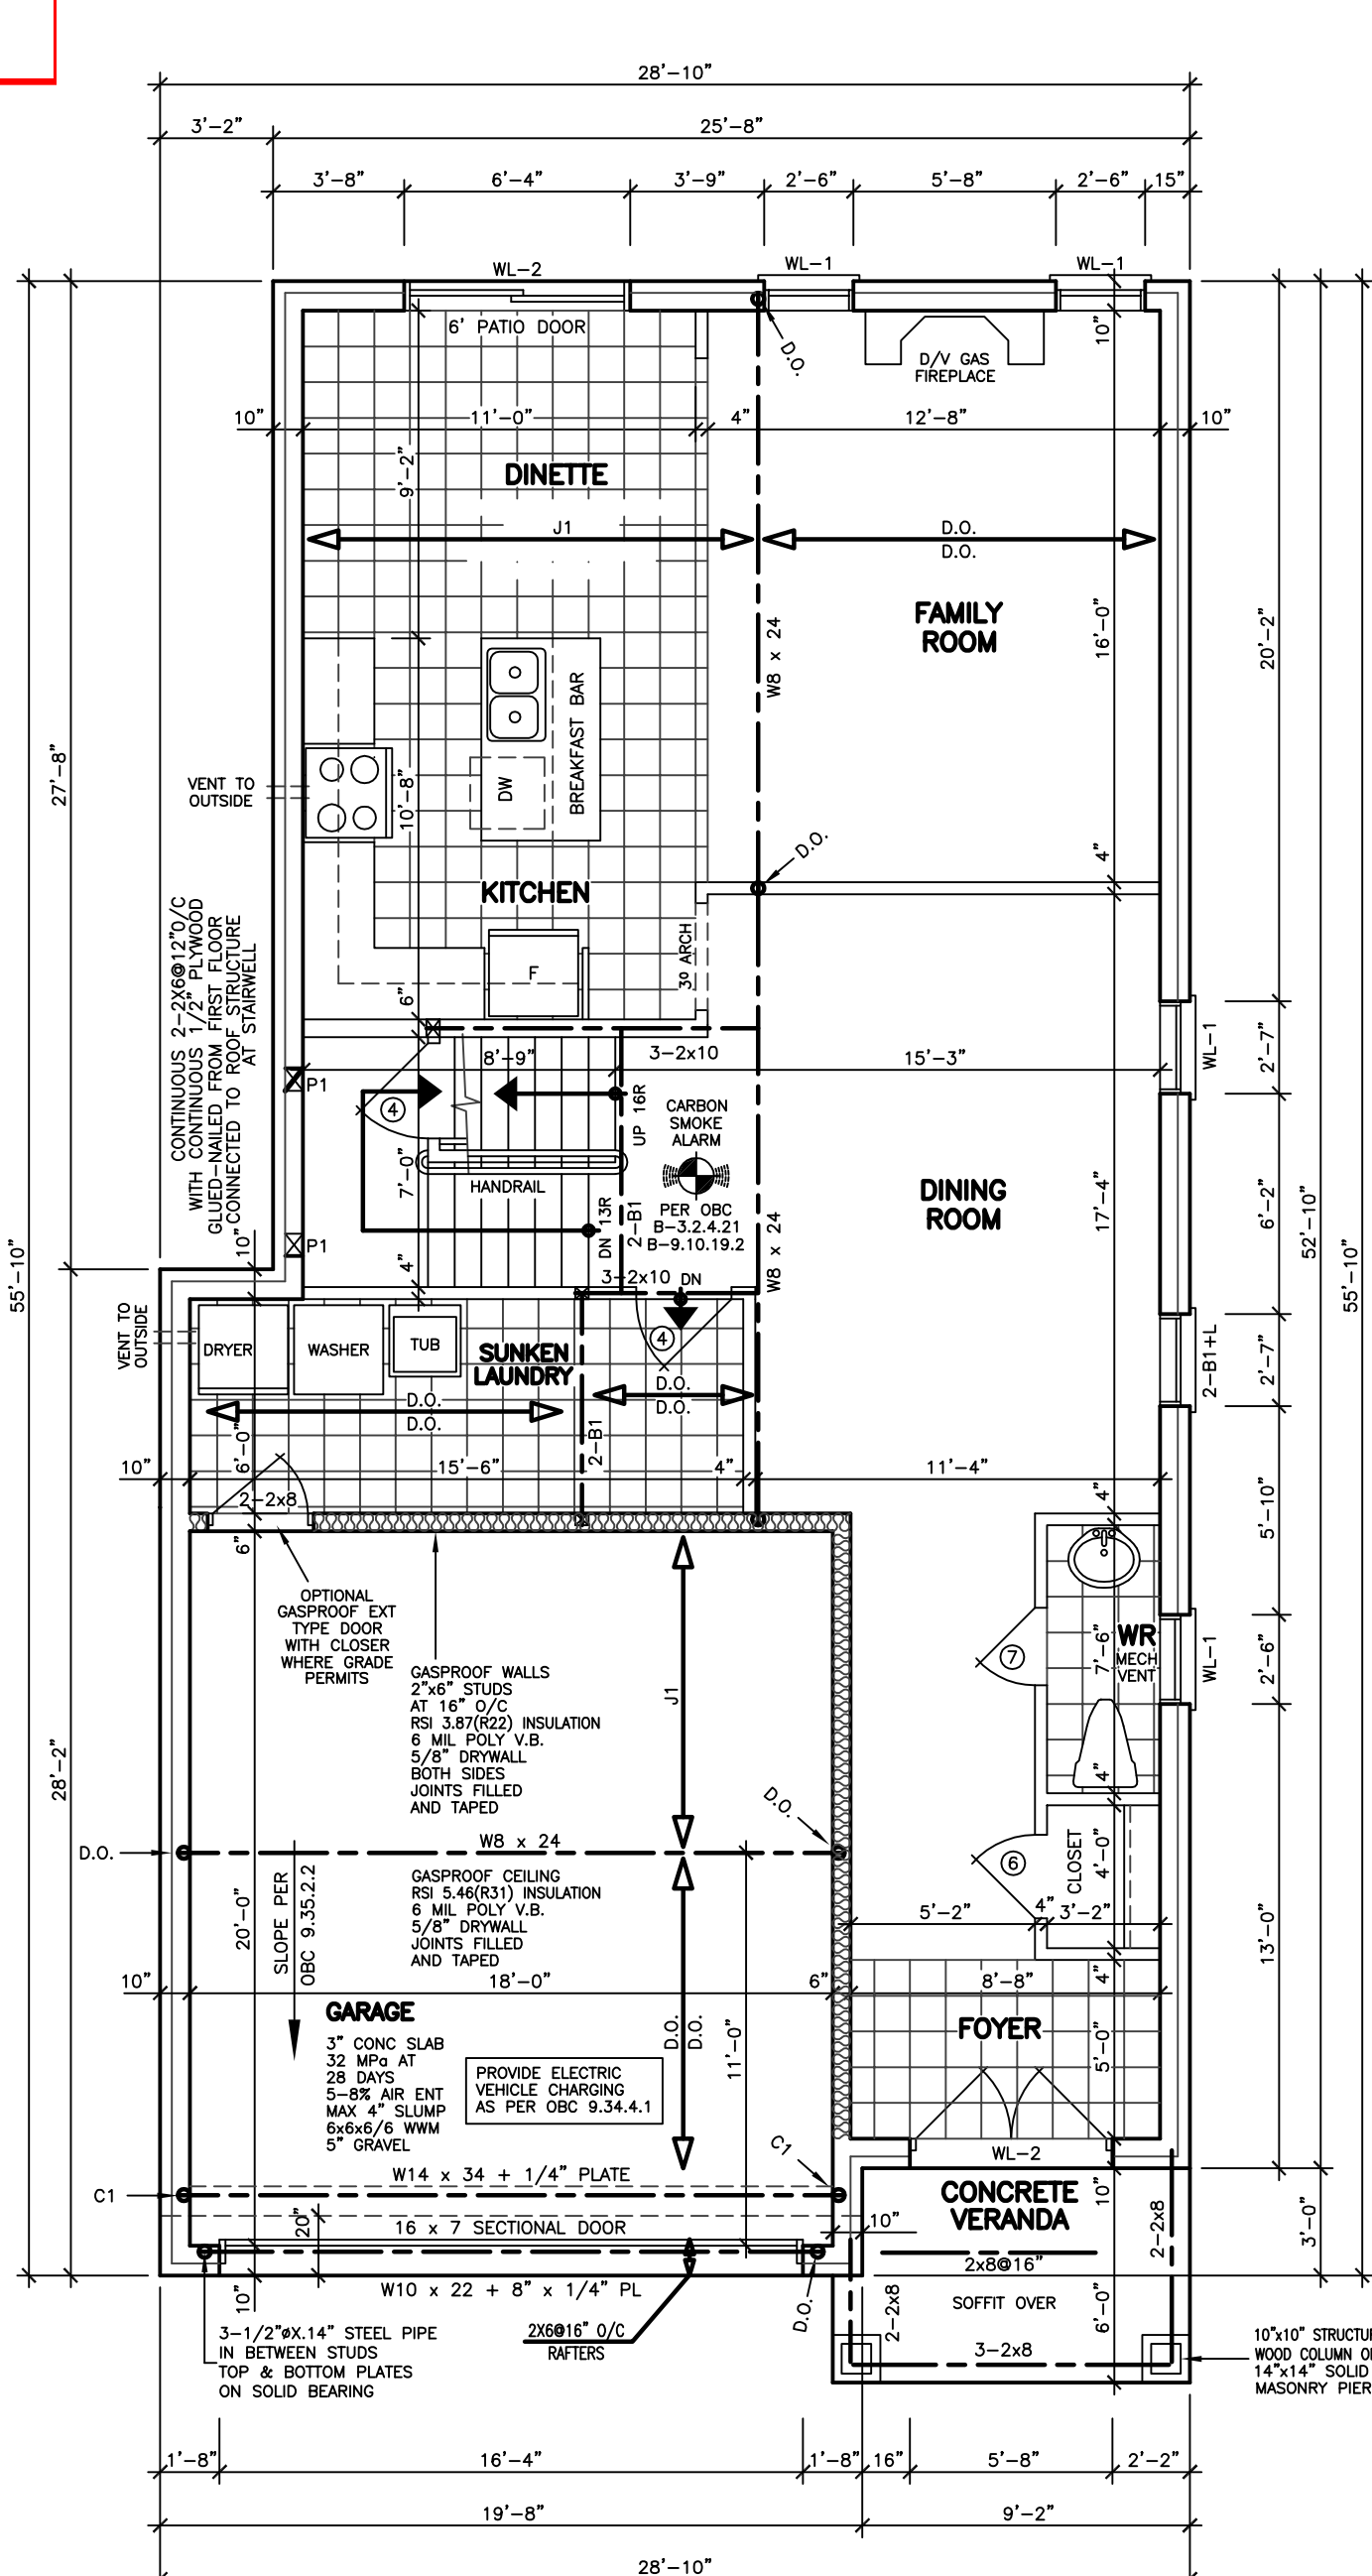 28'-10"
3'-2"
25'-8"
3'-8"
6'-4"
3'-9"
2'-6"
5'-8"
2'-6"
15"
WL-2
WL-1
WL-1
6' PATIO DOOR
D.O.
D/V GAS
FIREPLACE
10"
10"
11'-0"
4"
12'-8"
10"
9'-2"
DINETTE
J1
D.O.
D.O.
FAMILY
ROOM
16'-0"
20'-2"
W8 x 24
27'-8"
BREAKFAST BAR
DW
VENT TO
OUTSIDE
10'-8"
D.O.
4"
KITCHEN
F
3⁰ ARCH
6"
CONTINUOUS 2-2X6@12"O/C
WITH CONTINUOUS 1/2" PLYWOOD
GLUED-NAILED FROM FIRST FLOOR
CONNECTED TO ROOF STRUCTURE
AT STAIRWELL
8'-9"
3-2x10
15'-3"
WL-1
2'-7"
P1
4
UP 16R
CARBON
SMOKE
ALARM
7'-0"
HANDRAIL
PER OBC
B-3.2.4.21
B-9.10.19.2
DINING
ROOM
17'-4"
6'-2"
52'-10"
55'-10"
55'-10"
DN 13R
2-B1
W8 x 24
10"
P1
4"
3-2x10
DN
VENT TO
OUTSIDE
DRYER
WASHER
TUB
SUNKEN
LAUNDRY
4
2-B1+L
2'-7"
D.O.
D.O.
D.O.
D.O.
6'-0"
2-B1
10"
15'-6"
4"
11'-4"
5'-10"
2-2x8
4"
6"
OPTIONAL
GASPROOF EXT
TYPE DOOR
WITH CLOSER
WHERE GRADE
PERMITS
GASPROOF WALLS
2"x6" STUDS
AT 16" O/C
RSI 3.87(R22) INSULATION
6 MIL POLY V.B.
5/8" DRYWALL
BOTH SIDES
JOINTS FILLED
AND TAPED
J1
7
7'-6"
WR
MECH
VENT
WL-1
2'-6"
28'-2"
4"
D.O.
D.O.
W8 x 24
6
CLOSET
4'-0"
SLOPE PER
OBC 9.35.2.2
GASPROOF CEILING
RSI 5.46(R31) INSULATION
6 MIL POLY V.B.
5/8" DRYWALL
JOINTS FILLED
AND TAPED
20'-0"
5'-2"
4"
3'-2"
13'-0"
10"
18'-0"
6"
8'-8"
4"
GARAGE
3" CONC SLAB
32 MPa AT
28 DAYS
5-8% AIR ENT
MAX 4" SLUMP
6x6x6/6 WWM
5" GRAVEL
PROVIDE ELECTRIC
VEHICLE CHARGING
AS PER OBC 9.34.4.1
D.O.
D.O.
11'-0"
FOYER
5'-0"
C1
WL-2
C1
W14 x 34 + 1/4" PLATE
CONCRETE
VERANDA
10"
2-2x8
3'-0"
20"
16 x 7 SECTIONAL DOOR
10"
2x8@16"
10"
W10 x 22 + 8" x 1/4" PL
D.O.
2-2x8
SOFFIT OVER
6'-0"
3-1/2"øX.14" STEEL PIPE
IN BETWEEN STUDS
TOP & BOTTOM PLATES
ON SOLID BEARING
2X6@16" O/C
RAFTERS
3-2x8
10"x10" STRUCTU
WOOD COLUMN O
14"x14" SOLID
MASONRY PIER
1'-8"
16'-4"
1'-8"
16"
5'-8"
2'-2"
19'-8"
9'-2"
28'-10"